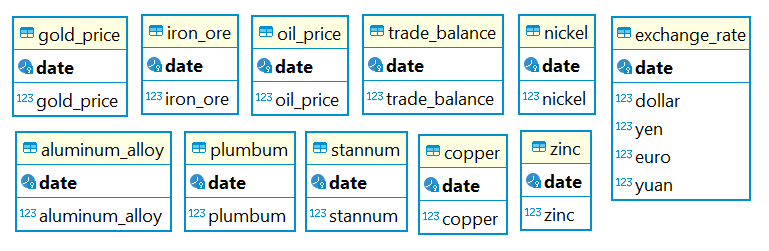 gold_price
date
123 gold_price
iron_ore
date
123 iron_ore
oil_price
date
123 oil_price
trade_balance
date
123 trade_balance
nickel
date
123 nickel
exchange_rate
date
123 dollar
123 yen
123 euro
123 yuan
aluminum_alloy
date
123 aluminum_alloy
plumbum
date
123 plumbum
stannum
date
123 stannum
copper
date
123 copper
zinc
date
123 zinc